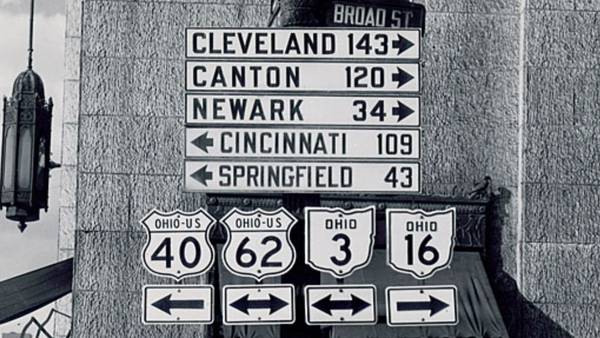 BROAD ST
CLEVELAND 143
CANTON 120
NEWARK 34
CINCINNATI 109
SPRINGFIELD 43
OHIO-US OHIO-US OHIO OHIO
40 62 3 16